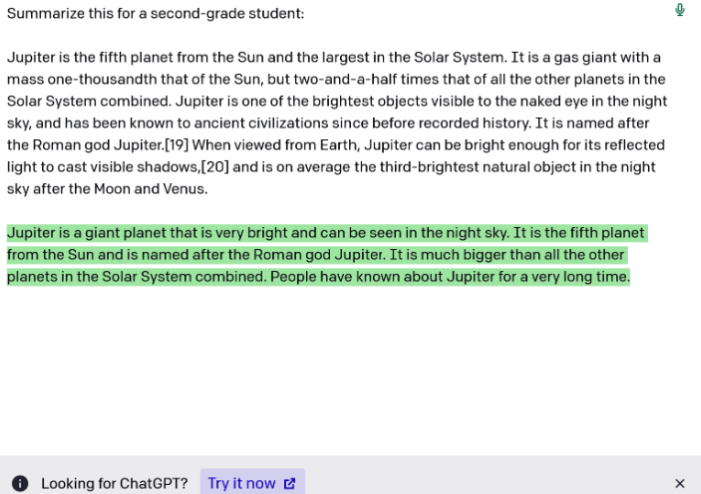 Summarize this for a second-grade student:
Jupiter is the fifth planet from the Sun and the largest in the Solar System. It is a gas giant with a
mass one-thousandth that of the Sun, but two-and-a-half times that of all the other planets in the
Solar System combined. Jupiter is one of the brightest objects visible to the naked eye in the night
sky, and has been known to ancient civilizations since before recorded history. It is named after
the Roman god Jupiter.[19] When viewed from Earth, Jupiter can be bright enough for its reflected
light to cast visible shadows,[20] and is on average the third-brightest natural object in the night
sky after the Moon and Venus.
Jupiter is a giant planet that is very bright and can be seen in the night sky. It is the fifth planet
from the Sun and is named after the Roman god Jupiter. It is much bigger than all the other
planets in the Solar System combined. People have known about Jupiter for a very long time.
Looking for ChatGPT? Try it now